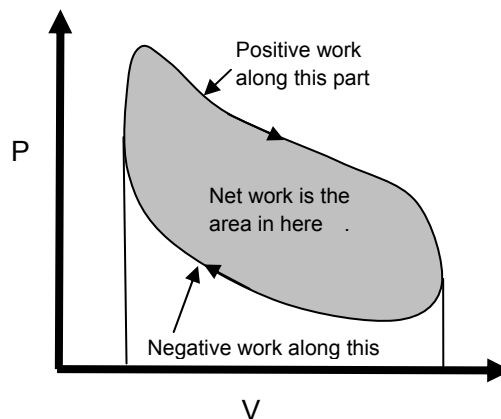 Positive work
along this part
P
Net work is the
area in here .
Negative work along this
V